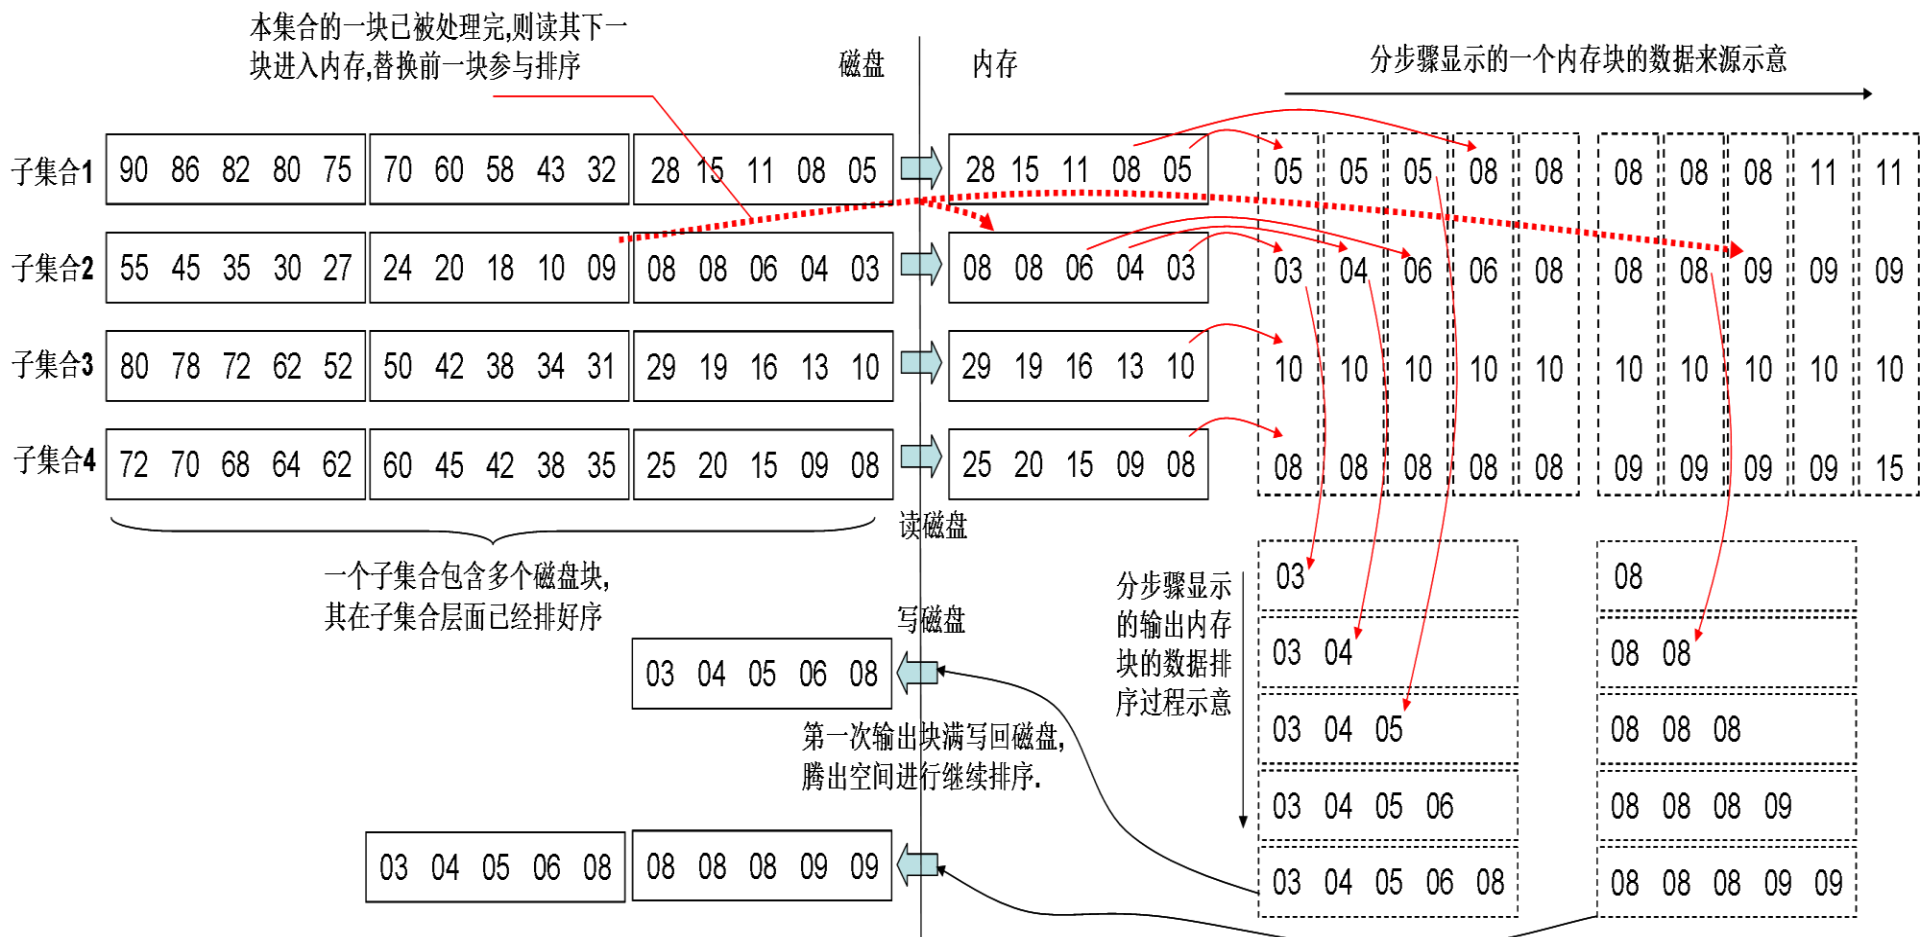 本集合的一块已被处理完,则读其下一
块进入内存,替换前一块参与排序
磁盘
内存
分步骤显示的一个内存块的数据来源示意
子集合1
90 86 82 80 75
70 60 58 43 32
28 15 11 08 05
28 15 11 08 05
05 05 05 08 08
08 08 08 11 11
子集合2
55 45 35 30 27
24 20 18 10 09
08 08 06 04 03
08 08 06 04 03
03 04 06 06 08
08 08 09 09 09
子集合3
80 78 72 62 52
50 42 38 34 31
29 19 16 13 10
29 19 16 13 10
10 10 10 10 10
10 10 10 10 10
子集合4
72 70 68 64 62
60 45 42 38 35
25 20 15 09 08
25 20 15 09 08
08 08 08 08 08
09 09 09 09 15
读磁盘
一个子集合包含多个磁盘块,
其在子集合层面已经排好序
写磁盘
03 04 05 06 08
第一次输出块满写回磁盘,
腾出空间进行继续排序.
03 04 05 06 08
08 08 08 09 09
分步骤显示
的输出内存
块的数据排
序过程示意
03
03 04
03 04 05
03 04 05 06
03 04 05 06 08
08
08 08
08 08 08
08 08 08 09
08 08 08 09 09